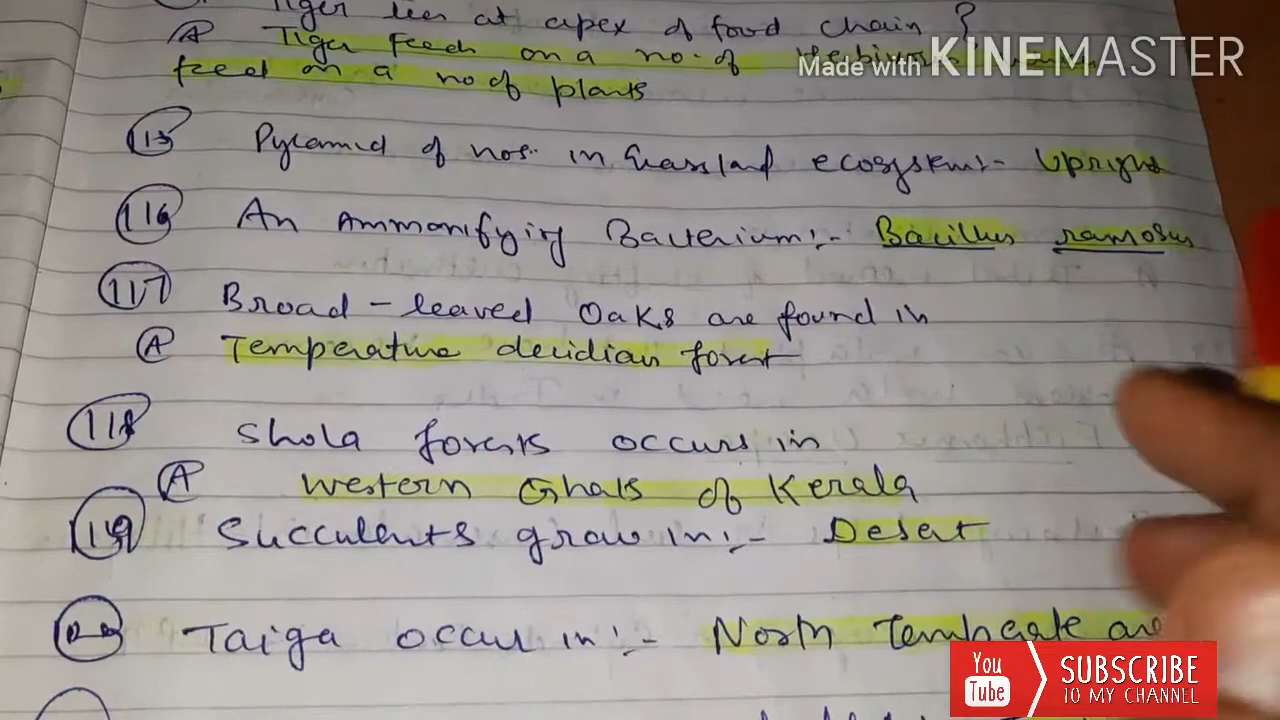 Tiger lies at apex of food chain ?
A Tiger feed on a no. of
Made with KINEMASTER
feed on a no of plants
115 Pyramid of nos. in Grassland ecosystem:- Upright
116 An Ammonifying Bacterium:- Bacillus ramosus
117 Broad - leaved Oaks are found in
A Temperature decidian forest
118 Shola forests occurs in
A Western Ghats of Kerala
119 Succulents grow in:- Desert
120 Taiga occur in:- North Temperate are
You Tube SUBSCRIBE
TO MY CHANNEL